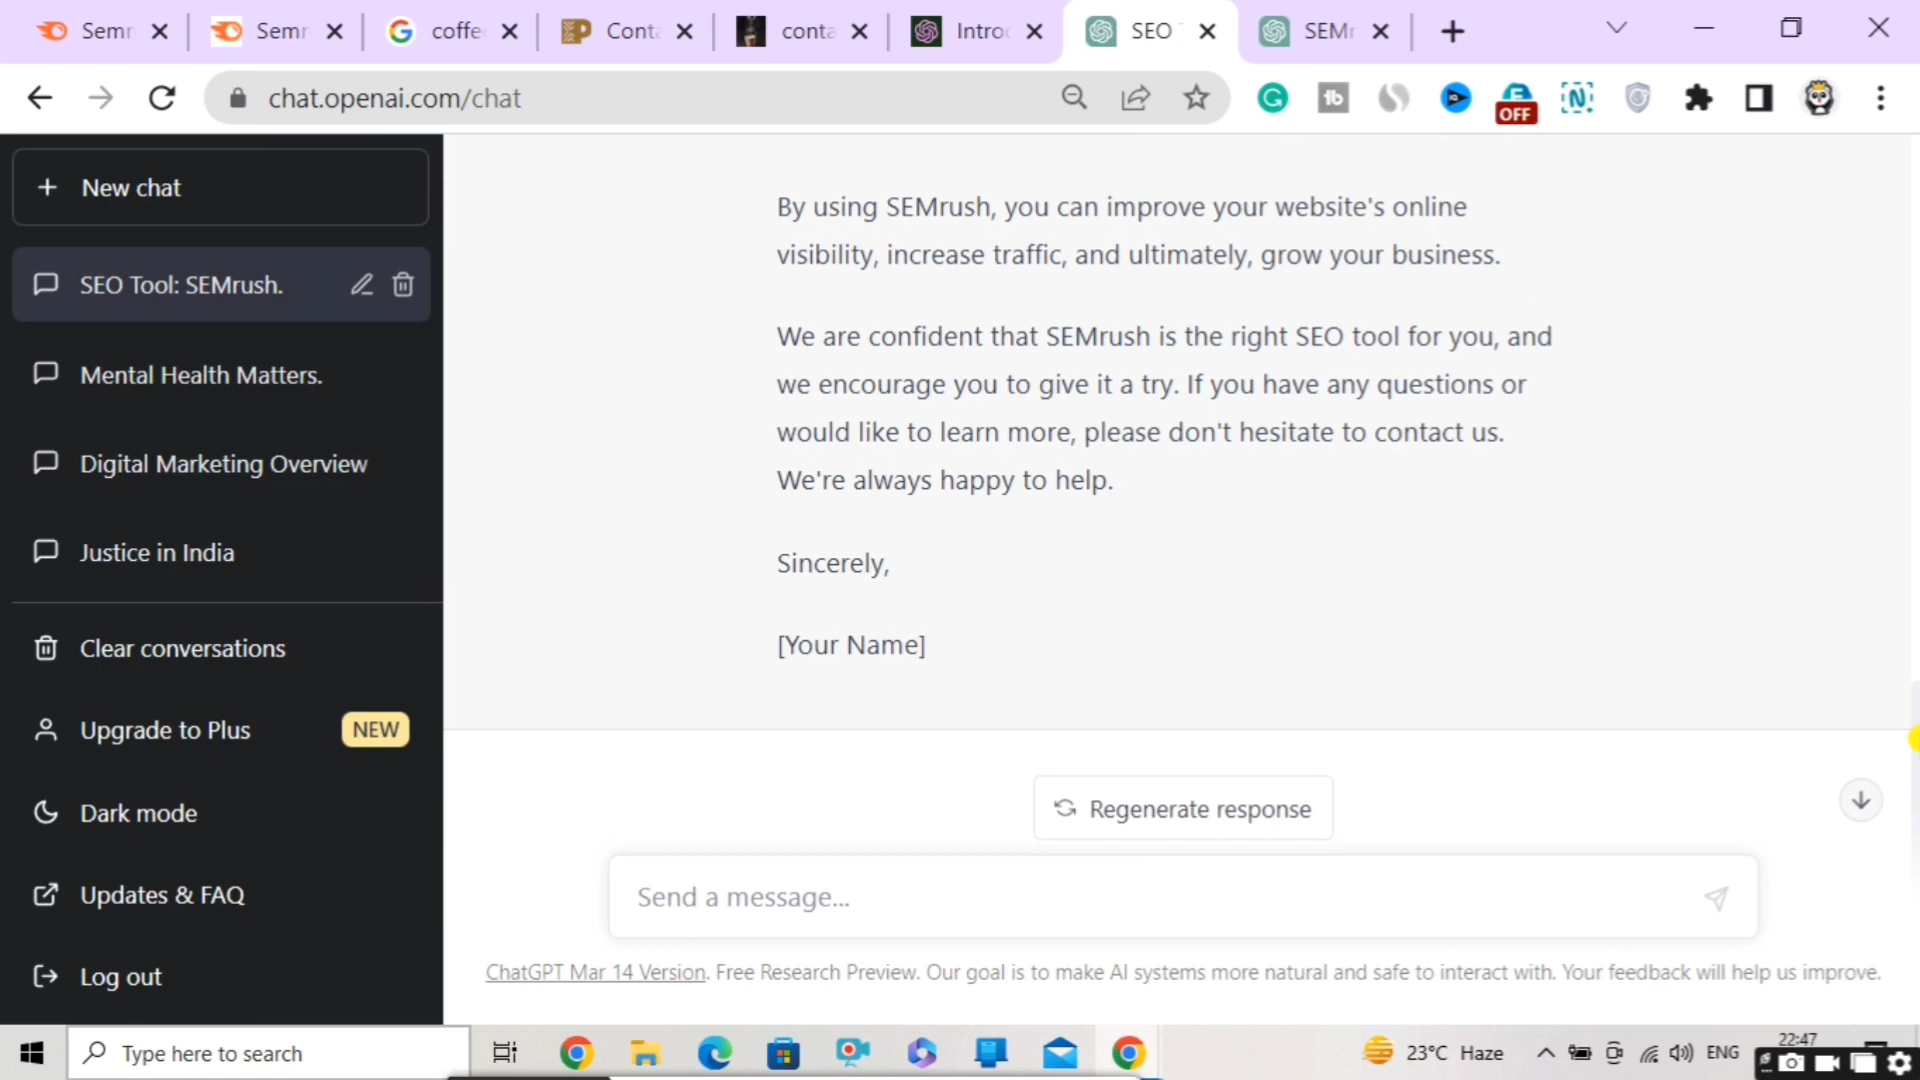 Semr
Semr
coffe
Conta
conta
Introc
SEO
SEMr
chat.openai.com/chat
OFF
New chat
SEO Tool: SEMrush.
Mental Health Matters.
Digital Marketing Overview
Justice in India
Clear conversations
Upgrade to Plus
NEW
Dark mode
Updates & FAQ
Log out
By using SEMrush, you can improve your website's online
visibility, increase traffic, and ultimately, grow your business.
We are confident that SEMrush is the right SEO tool for you, and
we encourage you to give it a try. If you have any questions or
would like to learn more, please don't hesitate to contact us.
We're always happy to help.
Sincerely,
[Your Name]
Regenerate response
Send a message...
ChatGPT Mar 14 Version. Free Research Preview. Our goal is to make AI systems more natural and safe to interact with. Your feedback will help us improve.
Type here to search
23°C Haze
ENG
22:47